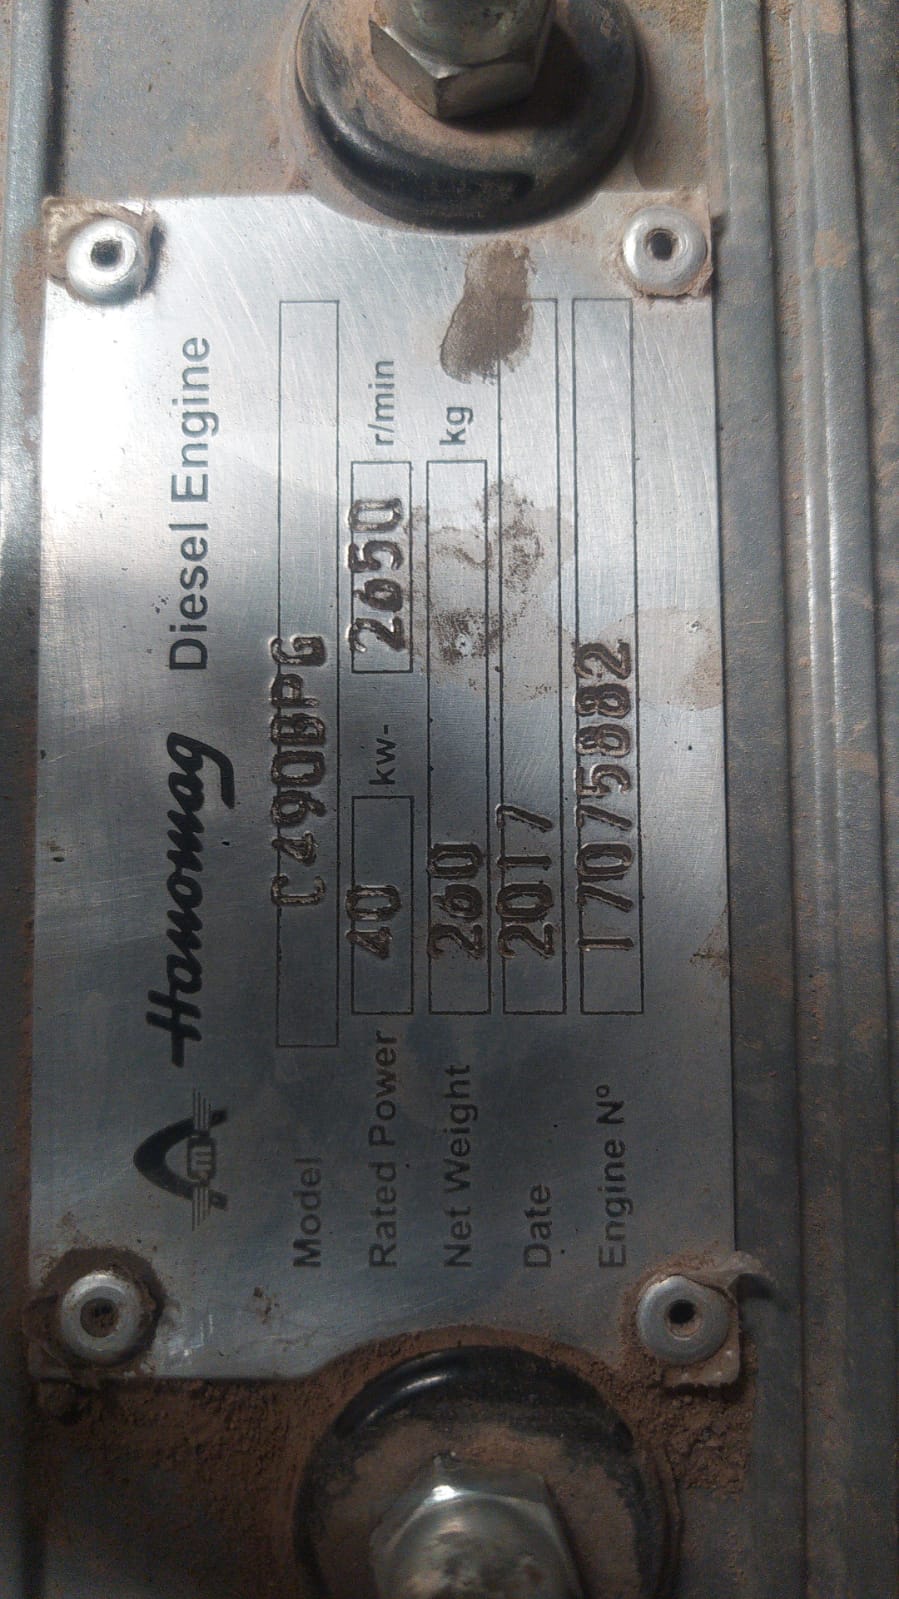 Hanomag Diesel Engine
Model C490BPG
Rated Power 40 kw- 2650 r/min
Net Weight 260 kg
Date 2017
Engine Nº 17075882